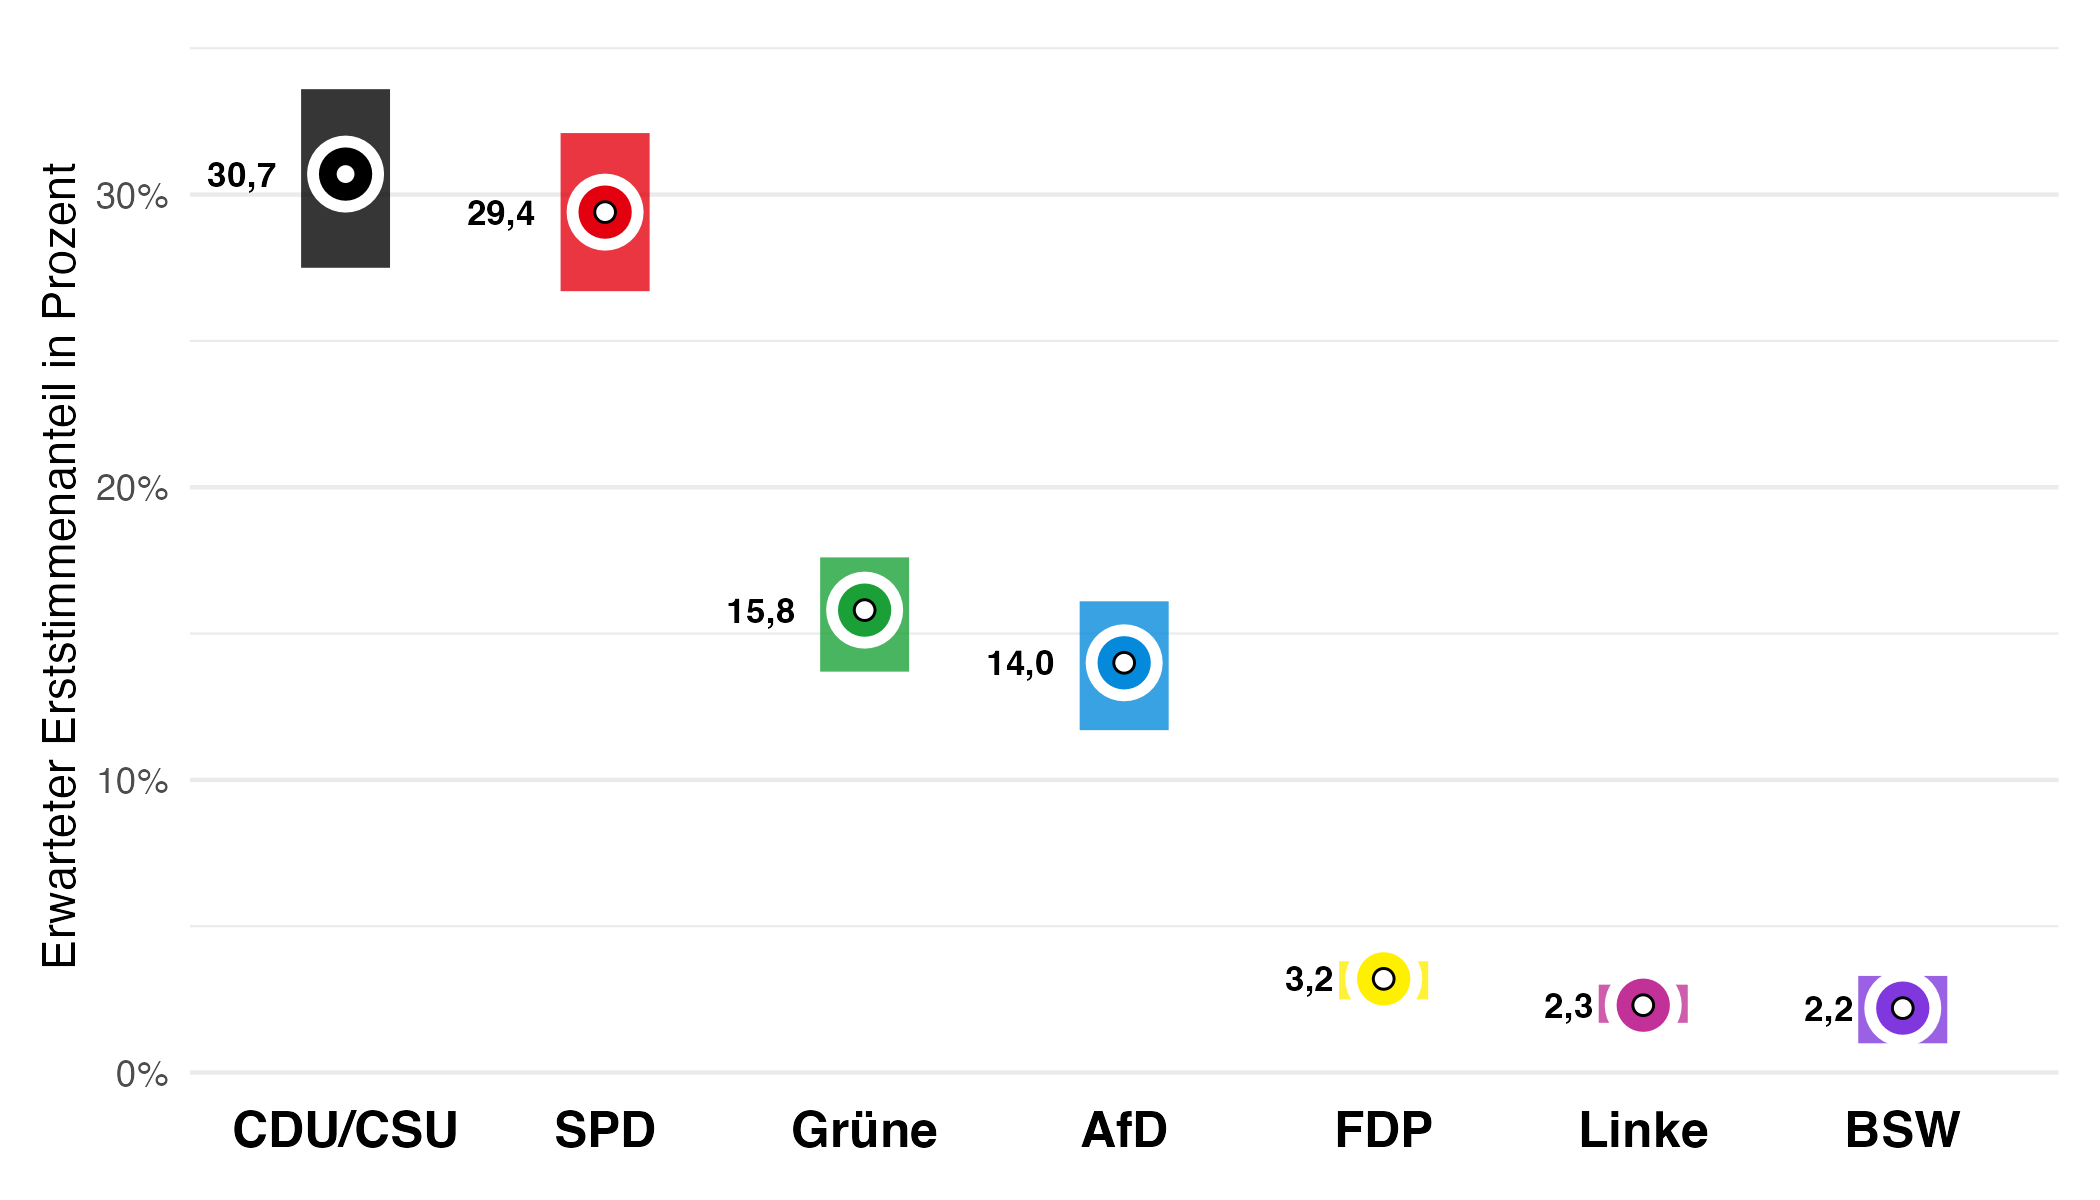 Erwarteter Erststimmenanteil in Prozent
30%
20%
10%
0%
30,7
29,4
15,8
14,0
3,2
2,3
2,2
CDU/CSU
SPD
Grüne
AfD
FDP
Linke
BSW